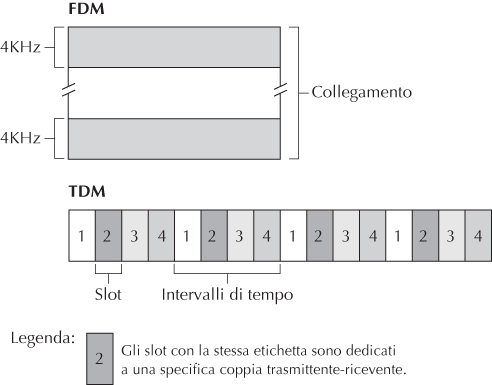 FDM
4KHz
Collegamento
4KHz
TDM
1 2 3 4 1 2 3 4 1 2 3 4 1 2 3 4
Slot Intervalli di tempo
Legenda:
2
Gli slot con la stessa etichetta sono dedicati
a una specifica coppia trasmittente-ricevente.